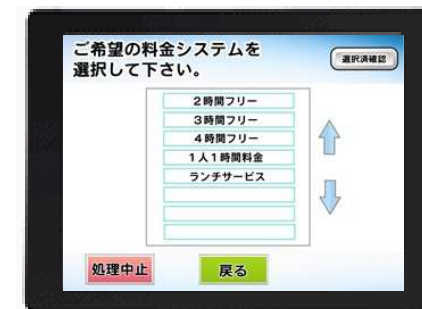 ご希望の料金システムを
選択して下さい。
選択済確認
2時間フリー
3時間フリー
4時間フリー
1人1時間料金
ランチサービス
処理中止
戻る